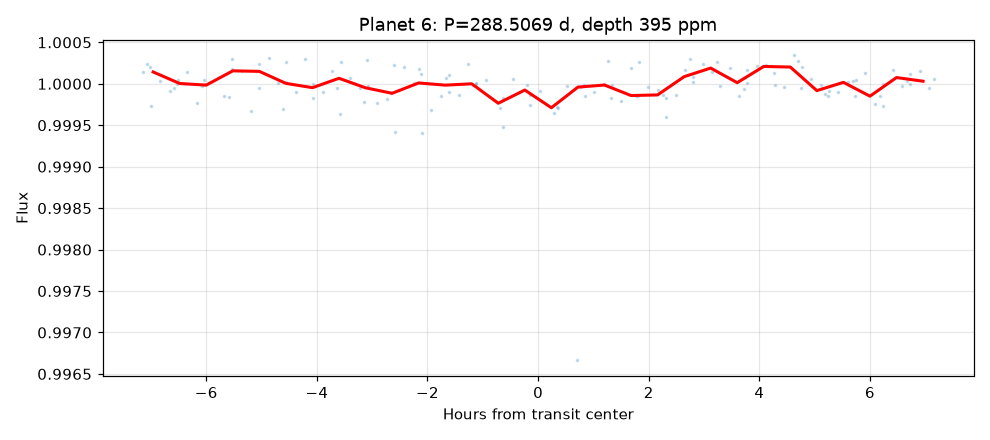 Planet 6: P=288.5069 d, depth 395 ppm
1.0005
1.0000
0.9995
0.9990
0.9985
0.9980
0.9975
0.9970
0.9965
Flux
−6 −4 −2 0 2 4 6
Hours from transit center